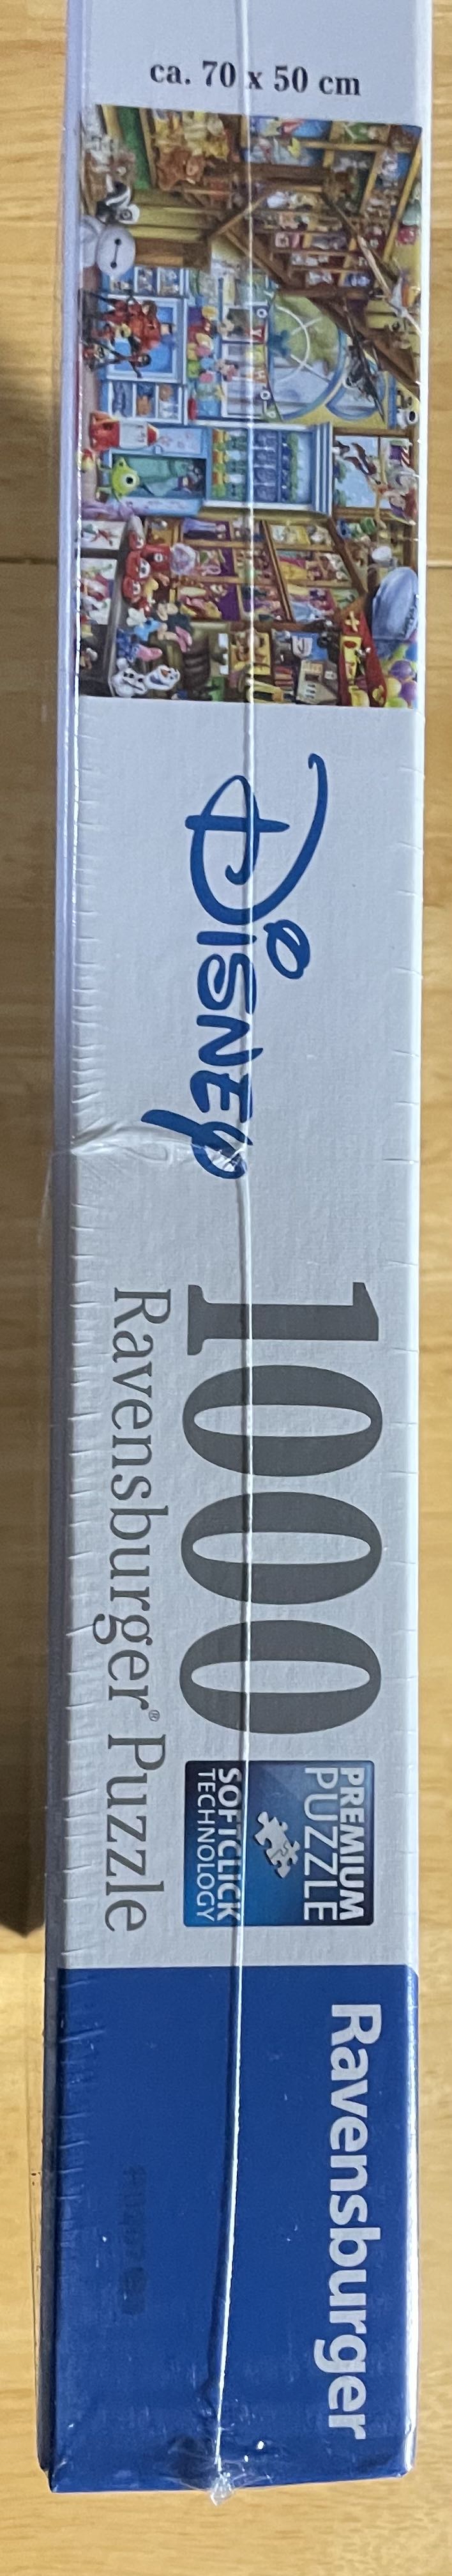 ca. 70 x 50 cm
Disney
1000
Ravensburger® Puzzle
PREMIUM
PUZZLE
SOFTCLICK
TECHNOLOGY
Ravensburger